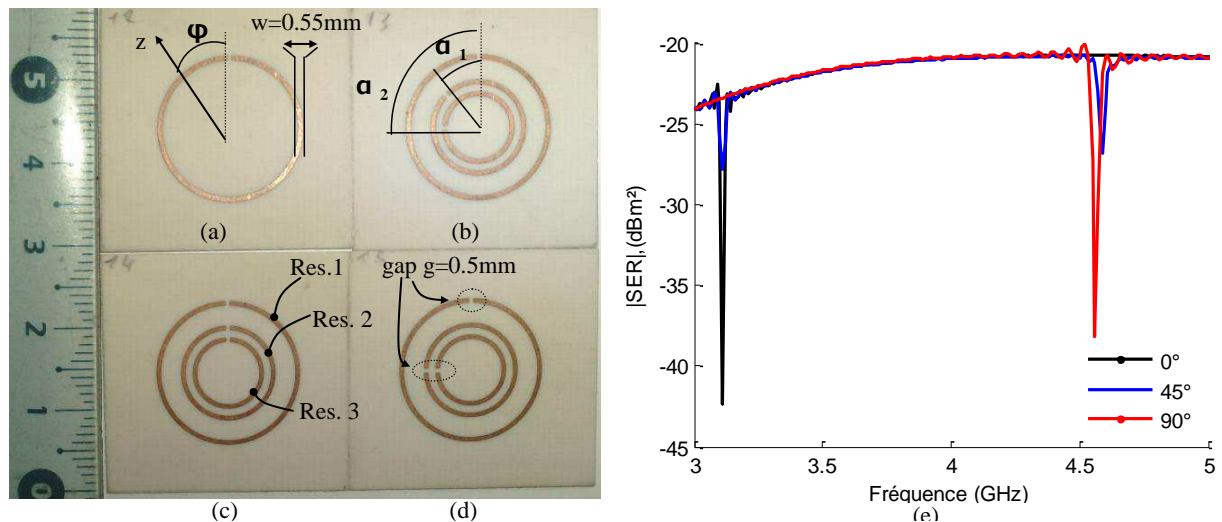 13
φ
z
w=0.55mm
α 1
α 2
(a)
(b)
14
Res.1
Res. 2
Res. 3
gap g=0.5mm
(c)
(d)
5
4
3
2
1
0
-20
-25
-30
-35
-40
-45
|SER|,(dBm²)
0°
45°
90°
3
3.5
4
4.5
5
Fréquence (GHz)
(e)